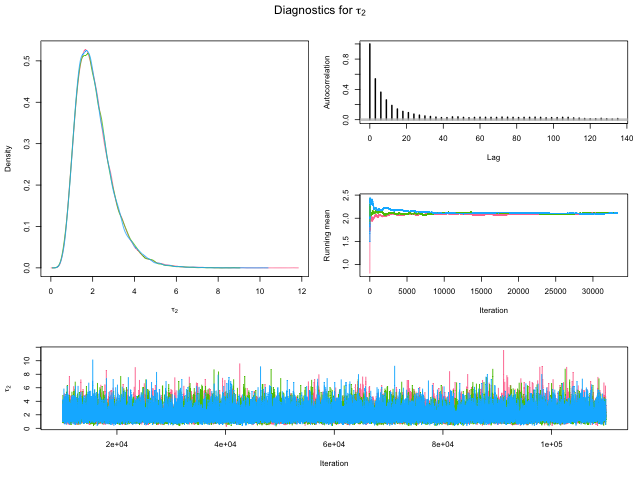 Diagnostics for τ₂
Density
0.0 0.1 0.2 0.3 0.4 0.5
0 2 4 6 8 10 12
τ₂
Autocorrelation
0.0 0.4 0.8
0 20 40 60 80 100 120 140
Lag
Running mean
1.0 1.5 2.0 2.5
0 5000 10000 15000 20000 25000 30000
Iteration
τ₂
0 2 4 6 8 12
2e+04 4e+04 6e+04 8e+04 1e+05
Iteration